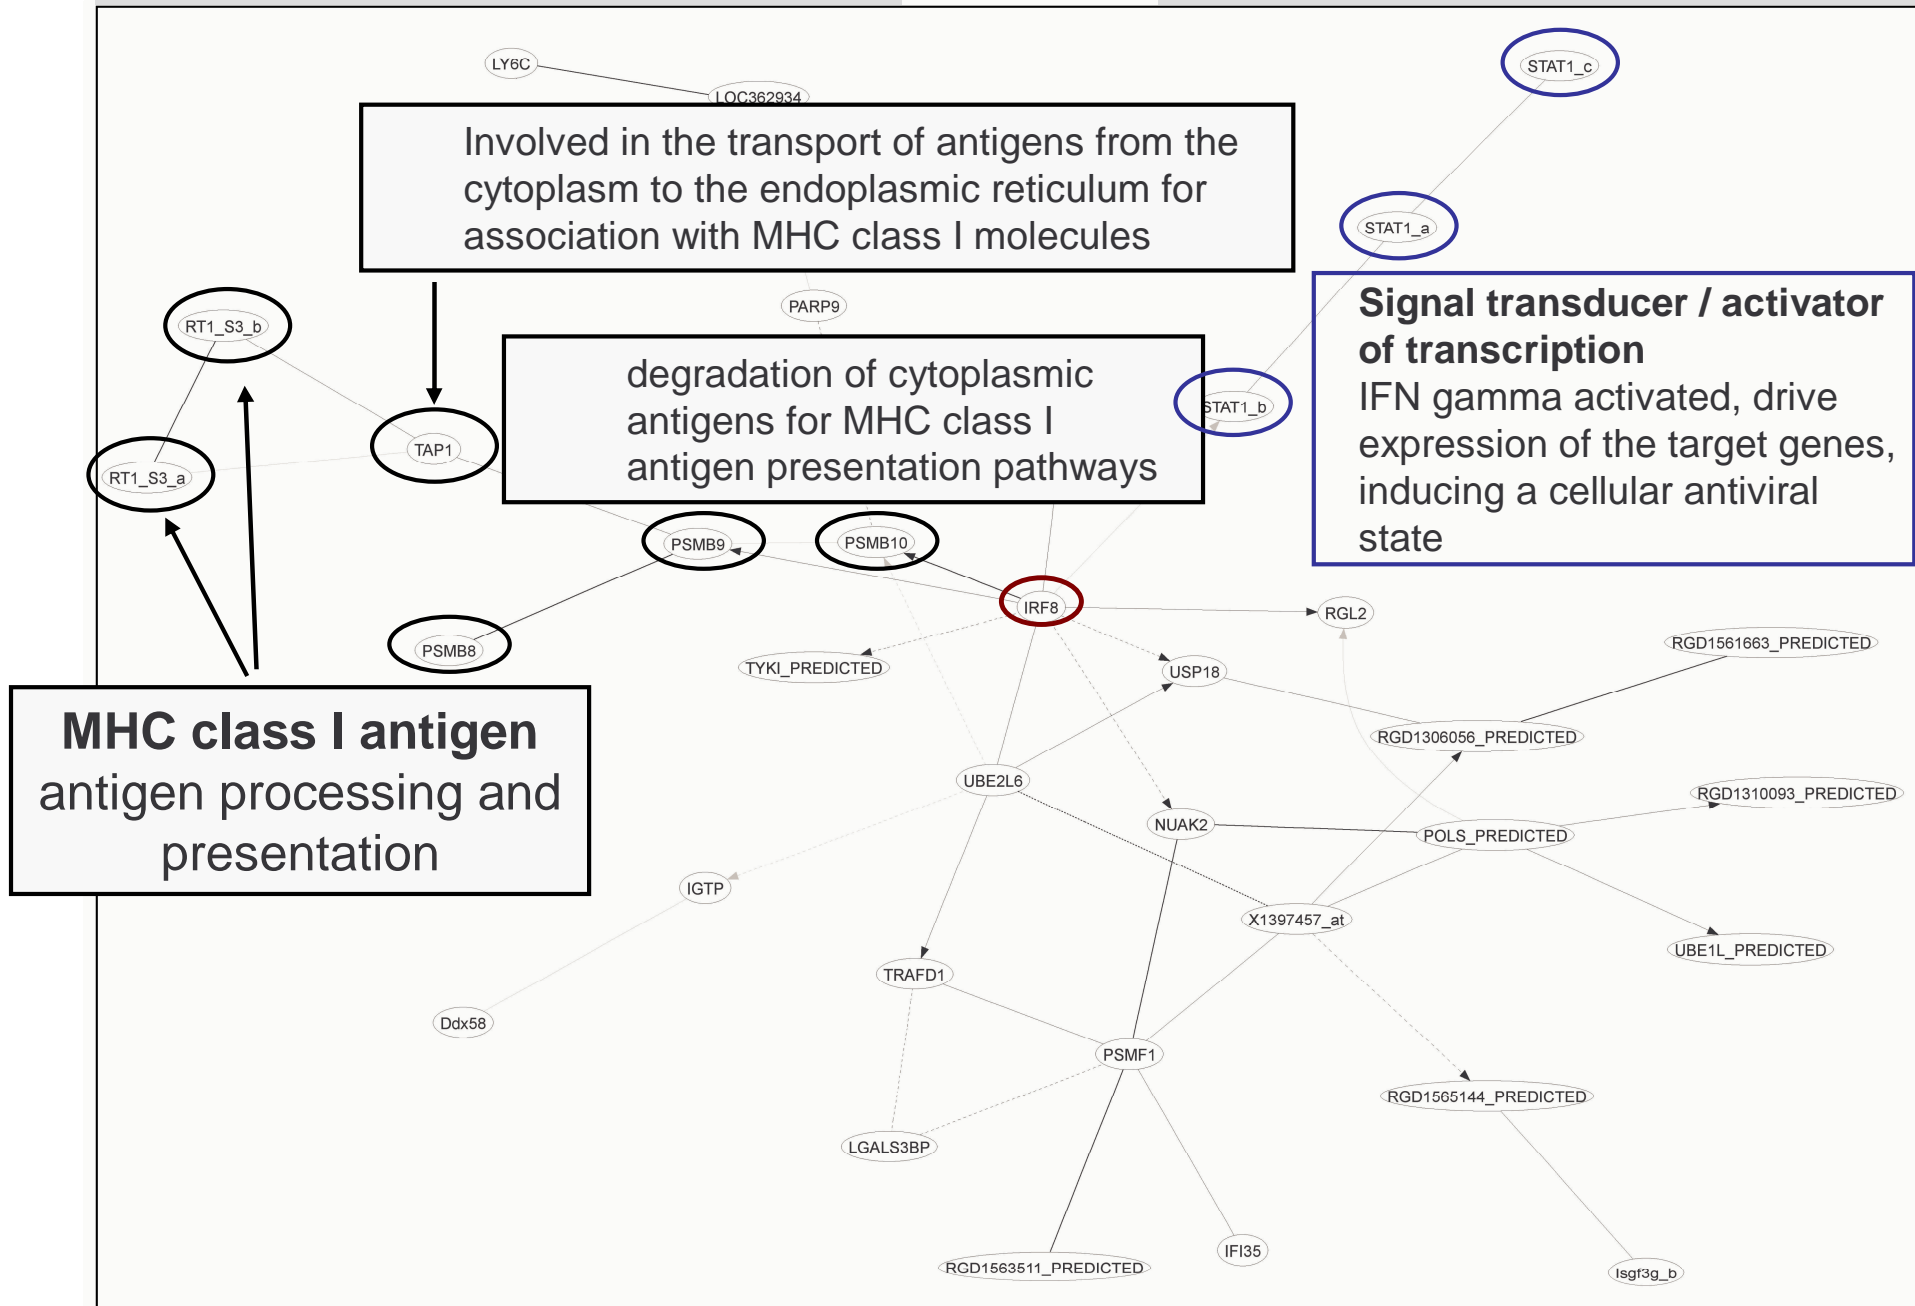 LY6C
STAT1_c
LOC362934
Involved in the transport of antigens from the
cytoplasm to the endoplasmic reticulum for
association with MHC class I molecules
STAT1_a
PARP9
RT1_S3_b
Signal transducer / activator
of transcription
IFN gamma activated, drive
expression of the target genes,
inducing a cellular antiviral
state
degradation of cytoplasmic
antigens for MHC class I
antigen presentation pathways
STAT1_b
TAP1
RT1_S3_a
PSMB9
PSMB10
IRF8
RGL2
PSMB8
TYKI_PREDICTED
USP18
RGD1561663_PREDICTED
MHC class I antigen
antigen processing and
presentation
RGD1306056_PREDICTED
UBE2L6
RGD1310093_PREDICTED
NUAK2
POLS_PREDICTED
IGTP
X1397457_at
UBE1L_PREDICTED
TRAFD1
Ddx58
PSMF1
RGD1565144_PREDICTED
LGALS3BP
IFI35
RGD1563511_PREDICTED
Isgf3g_b